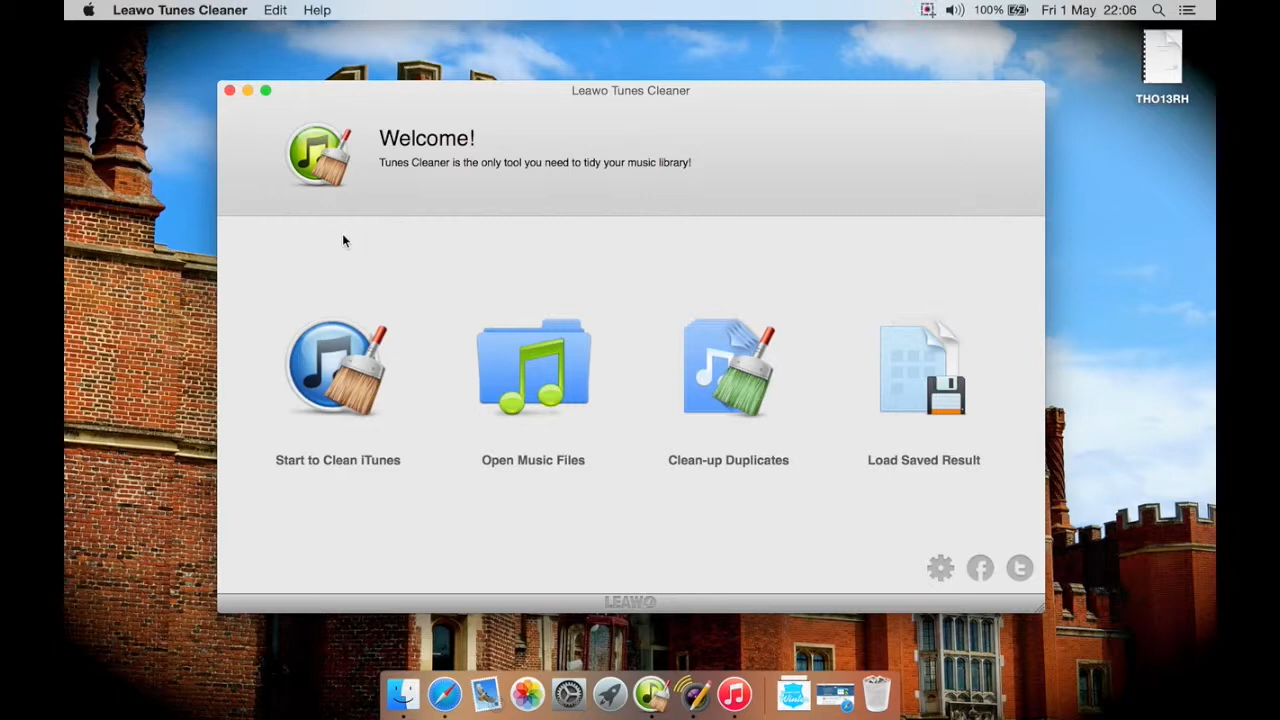 Leawo Tunes Cleaner Edit Help 100% Fri 1 May 22:06
THO13RH
Leawo Tunes Cleaner
Welcome!
Tunes Cleaner is the only tool you need to tidy your music library!
Start to Clean iTunes Open Music Files Clean-up Duplicates Load Saved Result
LEAWO